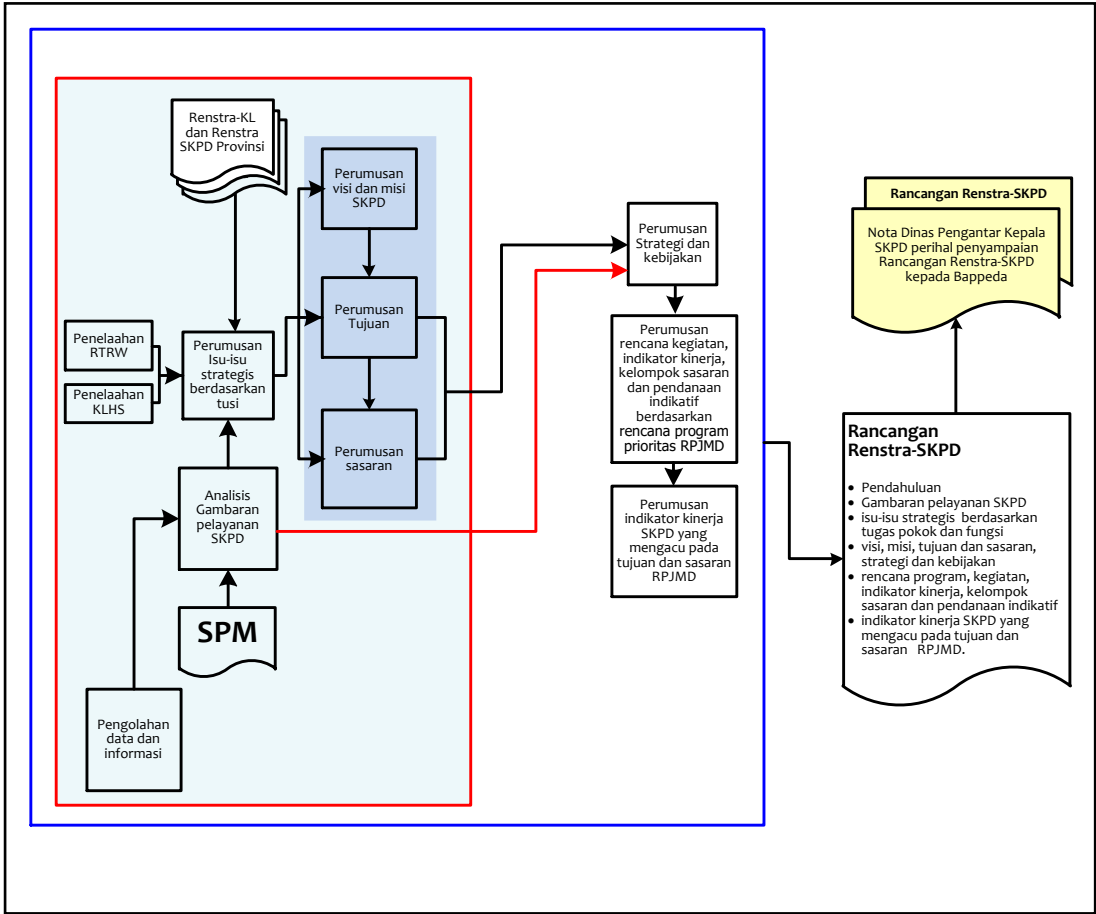 Renstra-KL
dan Renstra
SKPD Provinsi
Perumusan
visi dan misi
SKPD
Perumusan
Tujuan
Perumusan
sasaran
Penelaahan
RTRW
Penelaahan
KLHS
Perumusan
Isu-isu
strategis
berdasarkan
tusi
Analisis
Gambaran
pelayanan
SKPD
SPM
Pengolahan
data dan
informasi
Perumusan
Strategi dan
kebijakan
Perumusan
rencana kegiatan,
indikator kinerja,
kelompok sasaran
dan pendanaan
indikatif
berdasarkan
rencana program
prioritas RPJMD
Perumusan
indikator kinerja
SKPD yang
mengacu pada
tujuan dan sasaran
RPJMD
Rancangan Renstra-SKPD
Nota Dinas Pengantar Kepala
SKPD perihal penyampaian
Rancangan Renstra-SKPD
kepada Bappeda
Rancangan
Renstra-SKPD
• Pendahuluan
• Gambaran pelayanan SKPD
• isu-isu strategis berdasarkan
tugas pokok dan fungsi
• visi, misi, tujuan dan sasaran,
strategi dan kebijakan
• rencana program, kegiatan,
indikator kinerja, kelompok
sasaran dan pendanaan indikatif
• indikator kinerja SKPD yang
mengacu pada tujuan dan
sasaran RPJMD.